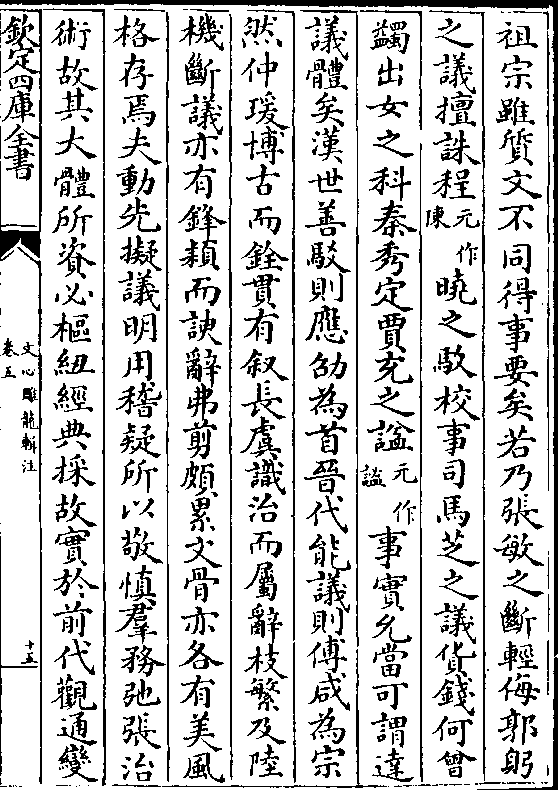 祖宗雖質文不同得事要矣若乃張敏之斷輕侮郭躬
之議擅誅程元作陳曉之駁校事司馬芝之議貨錢何曾
蠲出女之科秦秀定賈充之諡元作謚事實允當可謂達
議體矣漢世善駁則應劭為首晉代能議則傅咸為宗
然仲瑗博古而銓貫有叙長虞識治而屬辭枝繁及陸
機斷議亦有鋒頴而諛辭弗剪頗累文骨亦各有美風
格存焉夫動先擬議明用稽疑所以敬慎羣務弛張治
術故其大體所資必樞紐經典採故實於前代觀通變
欽定四庫全書
文心雕龍輯注
卷五
十五